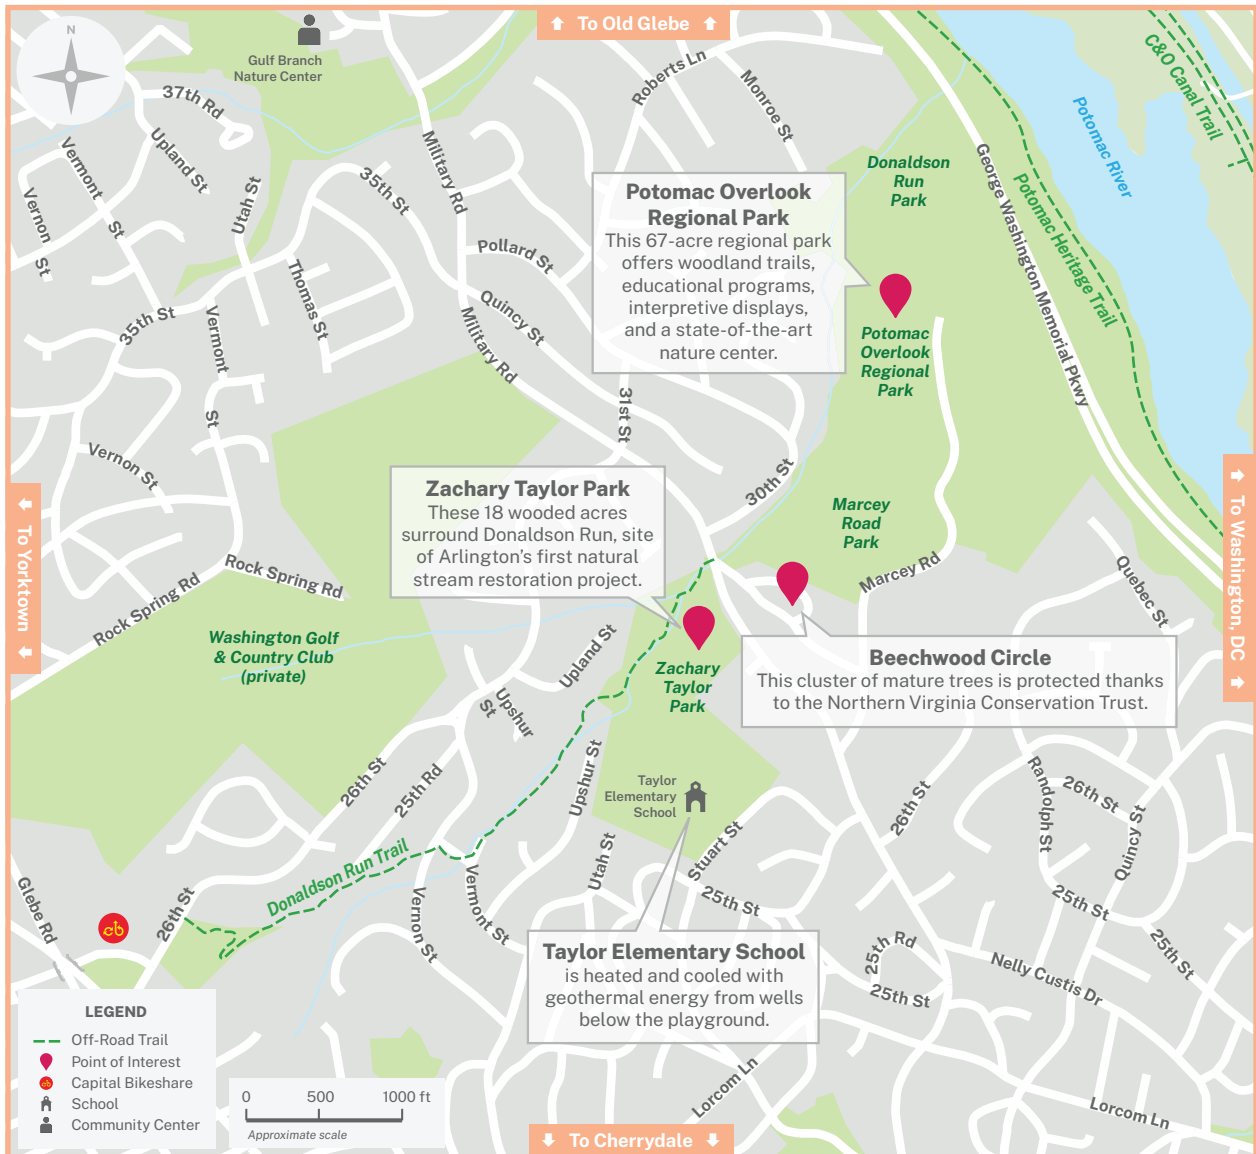 To Old Glebe
N
Gulf Branch
Nature Center
37th Rd
Upland St
Vermont
St
Vernon
St
Utah St
35th St
Military Rd
Roberts Ln
Monroe St
Pollard St
Quincy St
Military Rd
Thomas St
35th St
Vermont
St
Vernon St
31st St
30th St
C&O Canal Trail
Potomac River
George Washington Memorial Pkwy
Potomac Heritage Trail
Donaldson
Run
Park
Potomac Overlook
Regional Park
This 67-acre regional park
offers woodland trails,
educational programs,
interpretive displays,
and a state-of-the-art
nature center.
Potomac
Overlook
Regional
Park
Zachary Taylor Park
These 18 wooded acres
surround Donaldson Run, site
of Arlington's first natural
stream restoration project.
Marcey
Road
Park
Marcey Rd
Quebec St
To Yorktown
To Washington, DC
Rock Spring Rd
Rock Spring Rd
Washington Golf
& Country Club
(private)
Upland St
Upshur
St
Zachary
Taylor
Park
Beechwood Circle
This cluster of mature trees is protected thanks
to the Northern Virginia Conservation Trust.
26th St
25th Rd
Upshur St
Taylor
Elementary
School
26th St
Randolph St
26th St
Quincy St
Donaldson Run Trail
Utah St
Stuart St
25th St
25th St
25th St
Glebe Rd
26th St
Vernon St
Vermont St
25th Rd
25th St
Nelly Custis Dr
Taylor Elementary School
is heated and cooled with
geothermal energy from wells
below the playground.
LEGEND
Off-Road Trail
Point of Interest
Capital Bikeshare
School
Community Center
0 500 1000 ft
Approximate scale
Lorcom Ln
Lorcom Ln
To Cherrydale